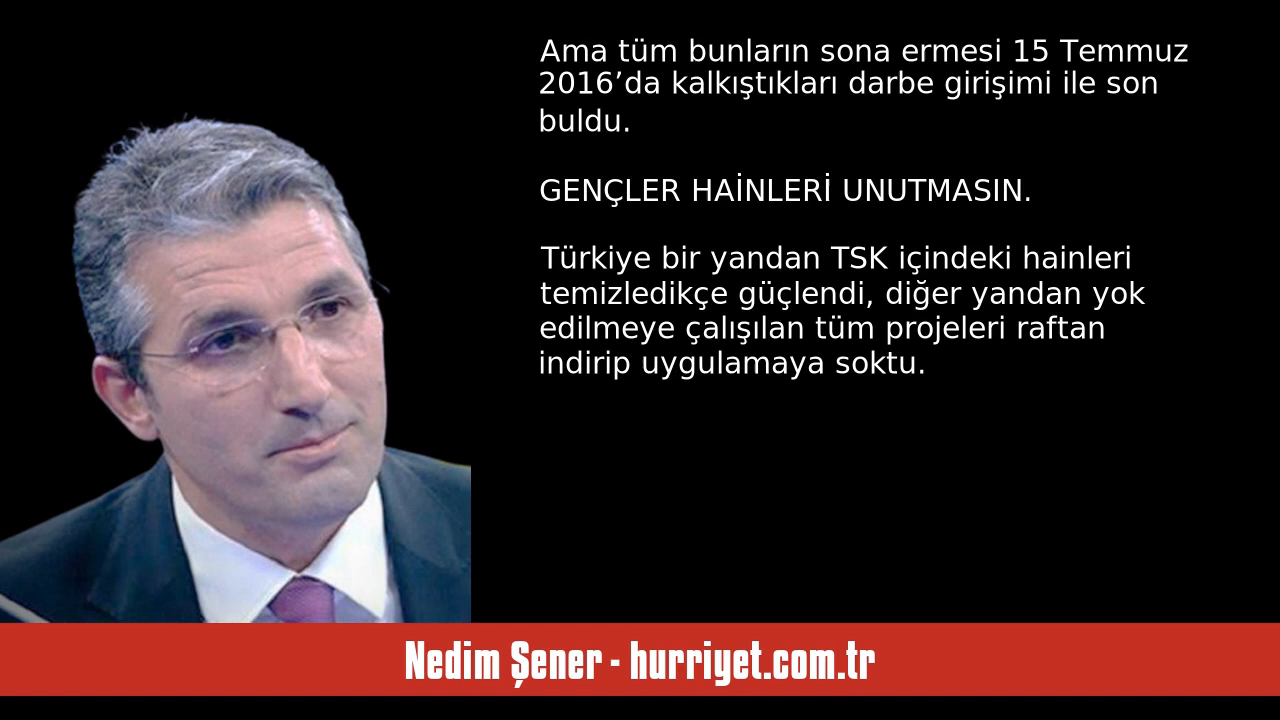 Ama tüm bunların sona ermesi 15 Temmuz
2016’da kalkıştıkları darbe girişimi ile son
buldu.
GENÇLER HAİNLERİ UNUTMASIN.
Türkiye bir yandan TSK içindeki hainleri
temizledikçe güçlendi, diğer yandan yok
edilmeye çalışılan tüm projeleri raftan
indirip uygulamaya soktu.
Nedim Şener - hurriyet.com.tr